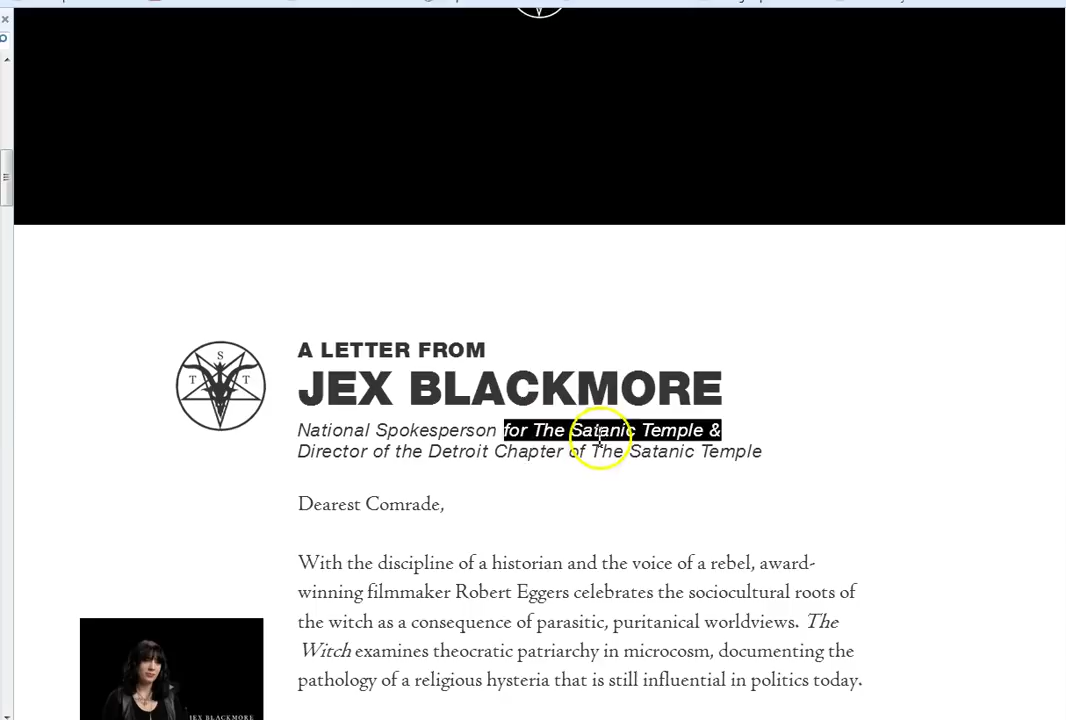 S
T T
A LETTER FROM
JEX BLACKMORE
National Spokesperson for The Satanic Temple &
Director of the Detroit Chapter of The Satanic Temple
Dearest Comrade,
With the discipline of a historian and the voice of a rebel, award-
winning filmmaker Robert Eggers celebrates the sociocultural roots of
the witch as a consequence of parasitic, puritanical worldviews. The
Witch examines theocratic patriarchy in microcosm, documenting the
pathology of a religious hysteria that is still influential in politics today.
JEX BLACKMORE